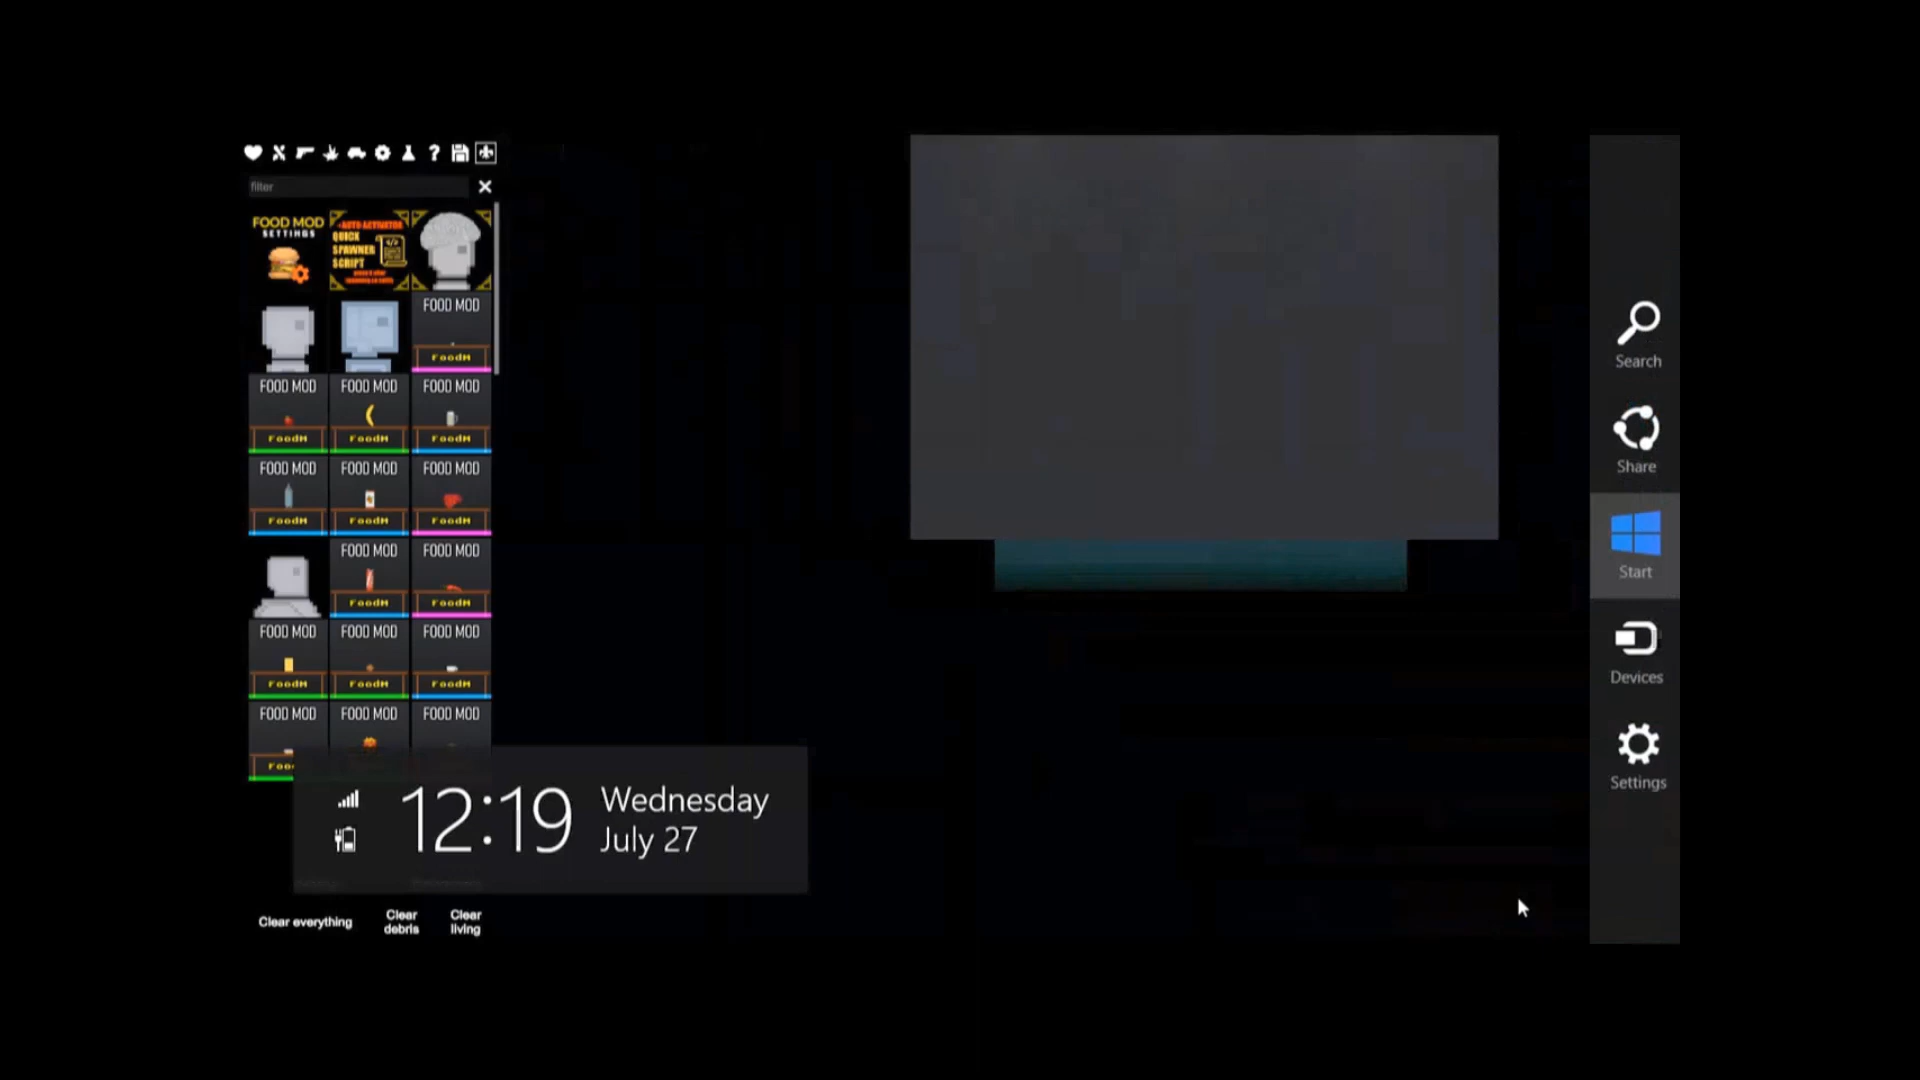 filter
FOOD MOD
SETTINGS
AUTO ACTIVATOR
QUICK
SPAWNER
SCRIPT
FOOD MOD
FoodM
FOOD MOD FOOD MOD FOOD MOD
FoodM FoodM FoodM
FOOD MOD FOOD MOD FOOD MOD
FoodM FoodM FoodM
FOOD MOD FOOD MOD
FoodM FoodM
FOOD MOD FOOD MOD FOOD MOD
FoodM FoodM FoodM
FOOD MOD FOOD MOD FOOD MOD
Foo
12:19
Wednesday
July 27
Clear everything
Clear
debris
Clear
living
Search
Share
Start
Devices
Settings